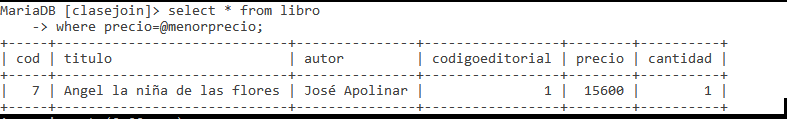 MariaDB [clasejoin]> select * from libro
    -> where precio=@menorprecio;
+-----+----------------------------+---------------+-----------------+--------+----------+
| cod | titulo                     | autor         | codigoeditorial | precio | cantidad |
+-----+----------------------------+---------------+-----------------+--------+----------+
|   7 | Angel la niña de las flores | José Apolinar |               1 |  15600 |        1 |
+-----+----------------------------+---------------+-----------------+--------+----------+